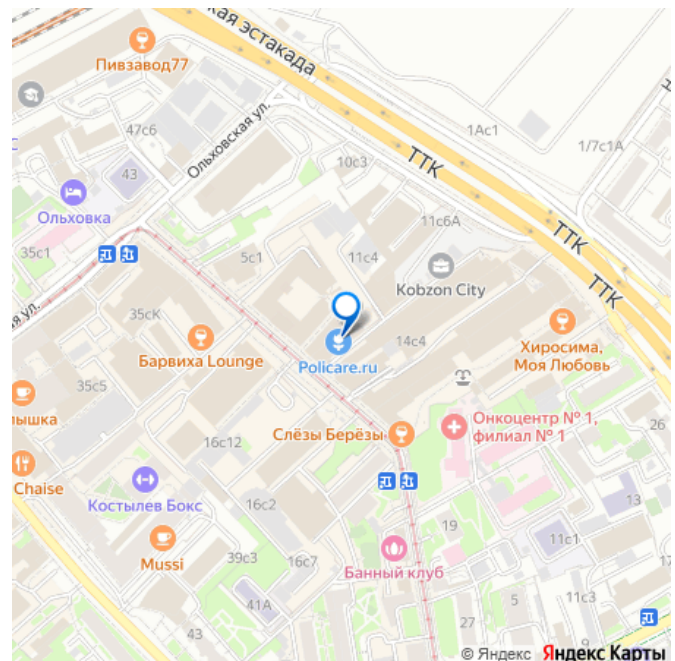 кая эстакада
Пивзавод77
Ольховская ул.
47с6
43
1Ас1
1/7с1А
ТТК
10с3
Ольховка
11с6А
ТТК
35с1
5с1
11с4
Kobzon City
ТТК
я ул.
35сК
14с4
Барвиха Lounge
Policare.ru
Хиросима,
Моя Любовь
35с5
ышка
Слёзы Берёзы
Онкоцентр № 1,
филиал № 1
26
16с12
Chaise
Костылев Бокс
16с2
13
19
11с1
Mussi
39с3
16с7
Банный клуб
17
41А
5
11с3
27
43
© Яндекс Яндекс Карты